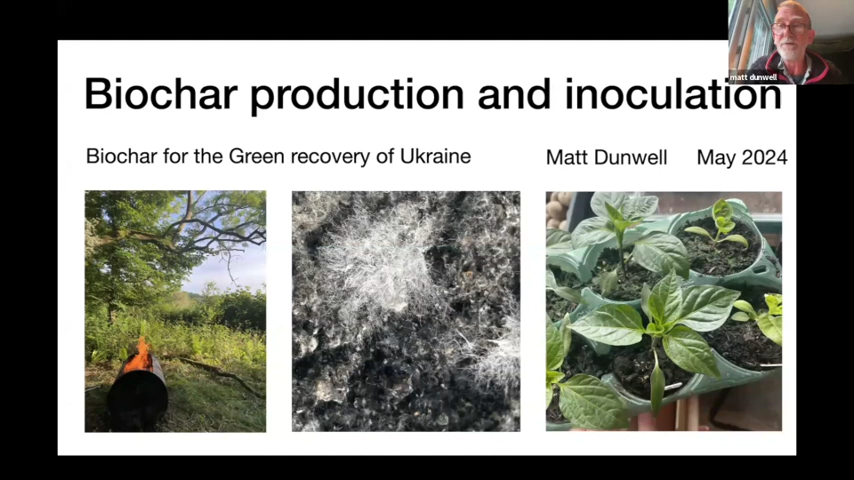 matt dunwell
Biochar production and inoculation
Biochar for the Green recovery of Ukraine
Matt Dunwell May 2024